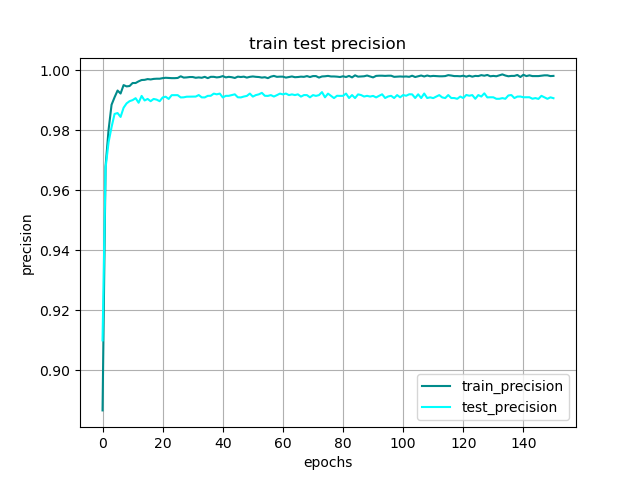 train test precision
1.00
0.98
0.96
0.94
0.92
0.90
precision
train_precision
test_precision
0 20 40 60 80 100 120 140
epochs